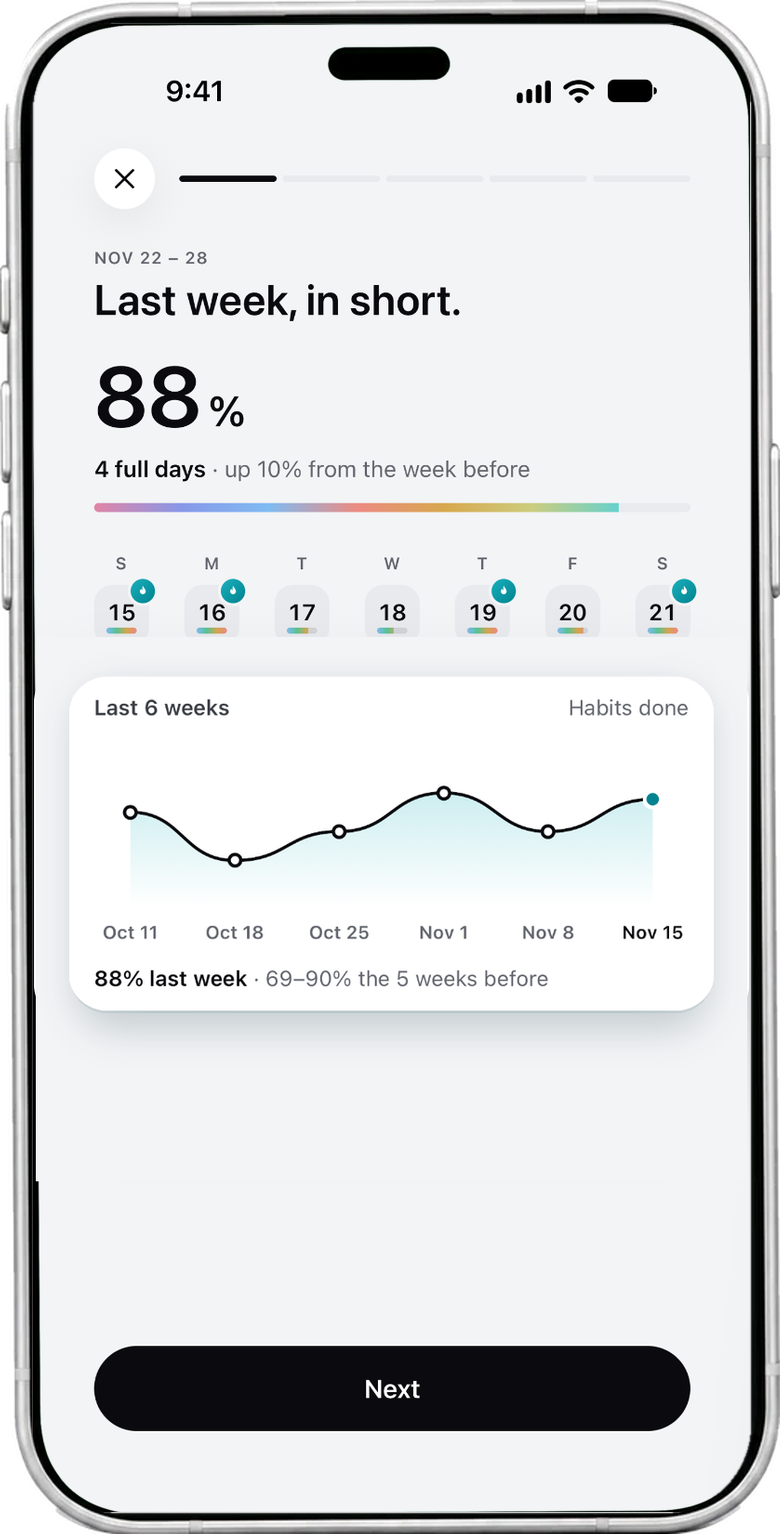 9:41
NOV 22 – 28
Last week, in short.
88 %
4 full days · up 10% from the week before
S M T W T F S
15 16 17 18 19 20 21
Last 6 weeks Habits done
Oct 11 Oct 18 Oct 25 Nov 1 Nov 8 Nov 15
88% last week · 69–90% the 5 weeks before
Next